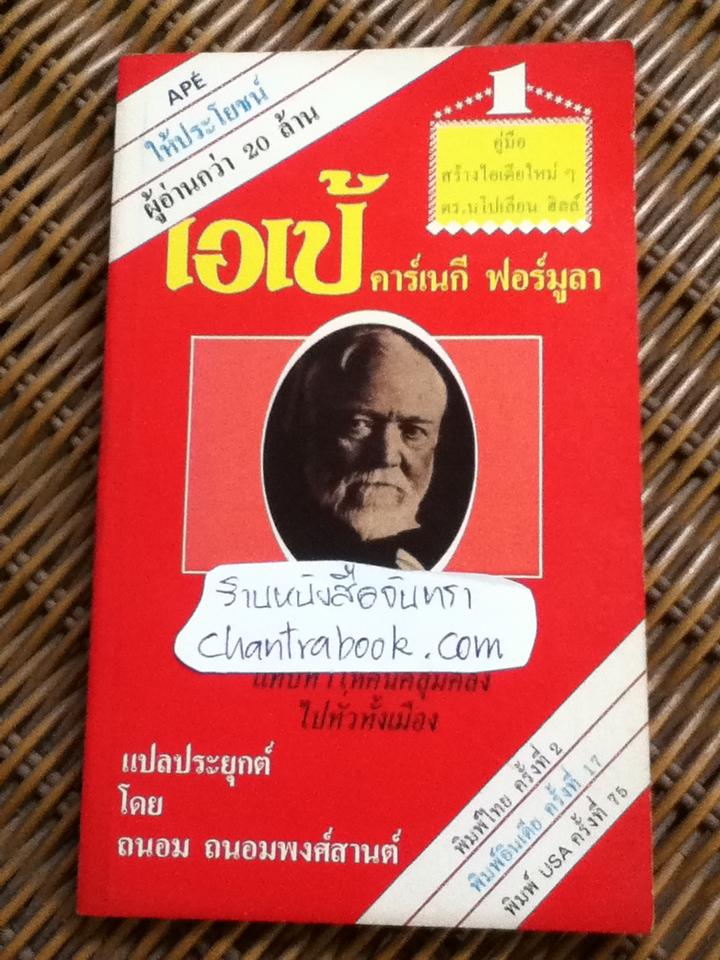 APÉ
ให้ประโยชน์
ผู้อ่านกว่า 20 ล้าน
1
คู่มือ
สร้างไอเดียใหม่ ๆ
ดร.นโปเลียน ฮิลล์
เอเป้ คาร์เนกี ฟอร์มูลา
ร้านหนังสือจันทรา
chantrabook.com
ไปทั่วทั้งเมือง
แปลประยุกต์
โดย
ถนอม ถนอมพงศ์สานต์
พิมพ์ไทย ครั้งที่ 2
พิมพ์อินเดีย ครั้งที่ 17
พิมพ์ USA ครั้งที่ 75